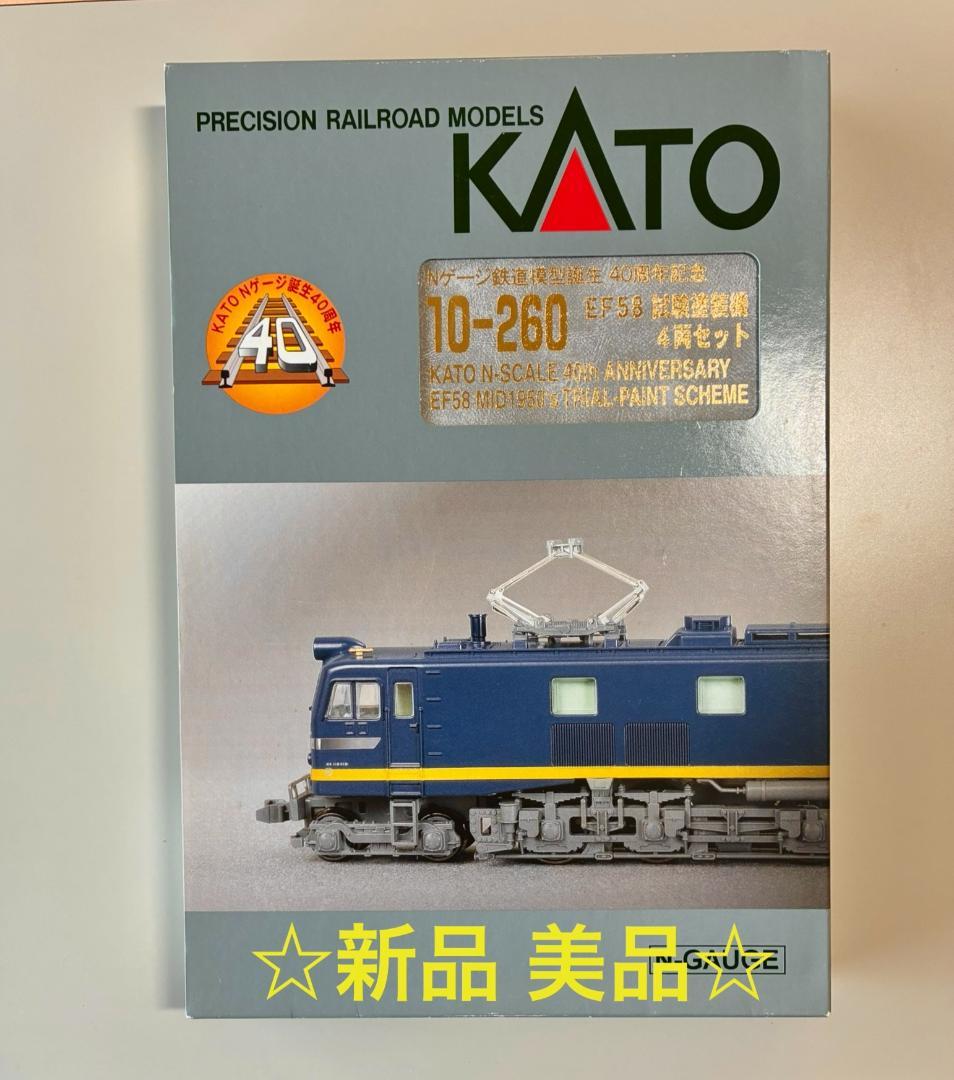 PRECISION RAILROAD MODELS
KATO
KATO Nゲージ誕生40周年
40
Nゲージ鉄道模型誕生 40周年記念
10-260 EF58 試験塗装機
4両セット
KATO N-SCALE 40th ANNIVERSARY
EF58 MID1950's TRIAL-PAINT SCHEME
☆新品 美品☆
N-GAUGE